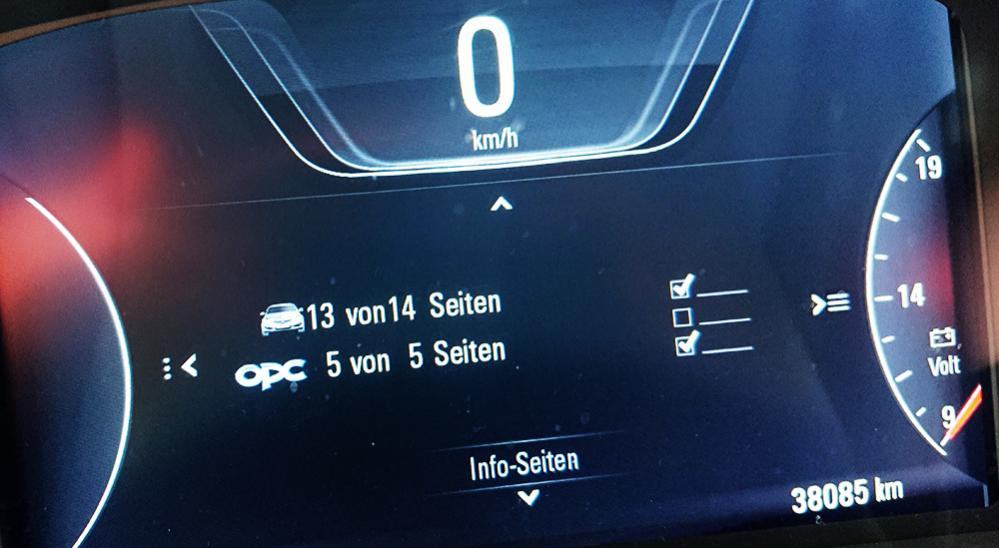 0
km/h
19
13 von 14 Seiten
14
opc 5 von 5 Seiten
Volt
9
Info-Seiten
38085 km